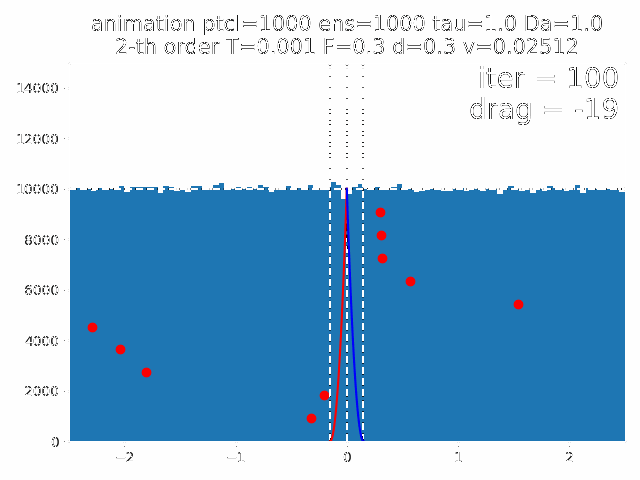 animation ptcl=1000 ens=1000 tau=1.0 Da=1.0
2-th order T=0.001 F=0.3 d=0.3 v=0.02512
iter = 100
drag = -19
14000
12000
10000
8000
6000
4000
2000
0
−2 −1 0 1 2